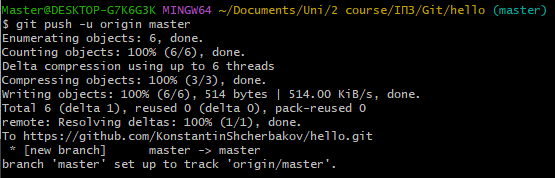 Master@DESKTOP-G7K6G3K MINGW64 ~/Documents/Uni/2 course/ІПЗ/Git/hello (master)
$ git push -u origin master
Enumerating objects: 6, done.
Counting objects: 100% (6/6), done.
Delta compression using up to 6 threads
Compressing objects: 100% (3/3), done.
Writing objects: 100% (6/6), 514 bytes | 514.00 KiB/s, done.
Total 6 (delta 1), reused 0 (delta 0), pack-reused 0
remote: Resolving deltas: 100% (1/1), done.
To https://github.com/KonstantinShcherbakov/hello.git
 * [new branch]      master -> master
branch 'master' set up to track 'origin/master'.